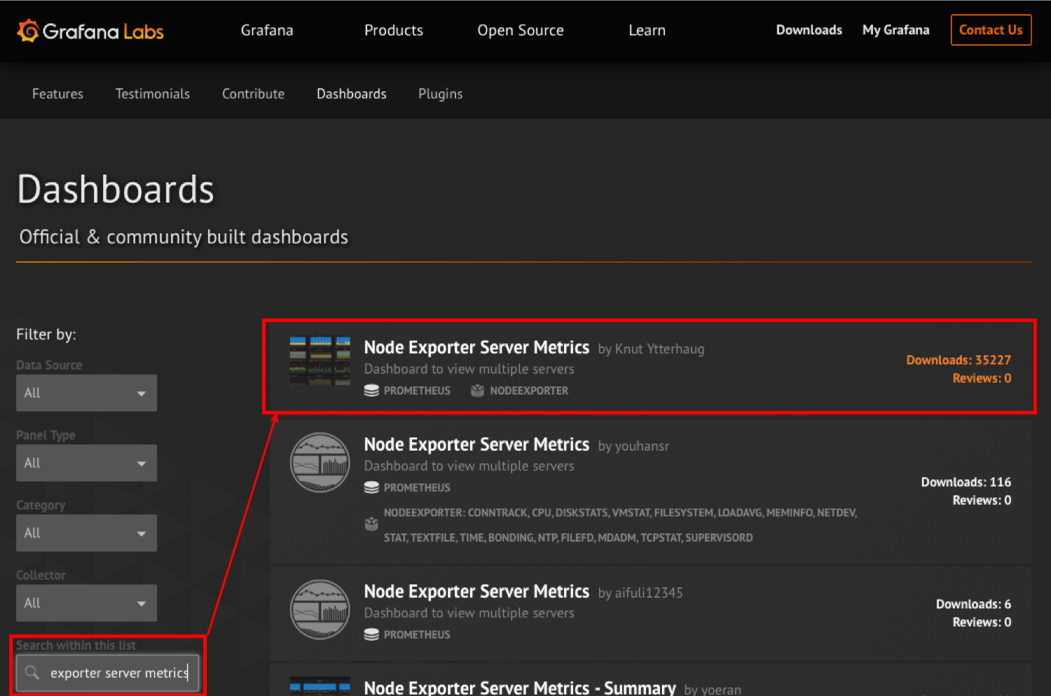 Grafana Labs
Grafana Products Open Source Learn Downloads My Grafana Contact Us
Features Testimonials Contribute Dashboards Plugins
Dashboards
Official & community built dashboards
Filter by:
Data Source
All
Panel Type
All
Category
All
Collector
All
Search within this list
exporter server metrics
Node Exporter Server Metrics by Knut Ytterhaug
Dashboard to view multiple servers
PROMETHEUS NODEEXPORTER
Downloads: 35227
Reviews: 0
Node Exporter Server Metrics by youhansr
Dashboard to view multiple servers
PROMETHEUS
NODEEXPORTER: CONNTRACK, CPU, DISKSTATS, VMSTAT, FILESYSTEM, LOADAVG, MEMINFO, NETDEV,
STAT, TEXTFILE, TIME, BONDING, NTP, FILEFD, MDADM, TCPSTAT, SUPERVISORD
Downloads: 116
Reviews: 0
Node Exporter Server Metrics by aifuli12345
Dashboard to view multiple servers
PROMETHEUS
Downloads: 6
Reviews: 0
Node Exporter Server Metrics - Summary by yoeran